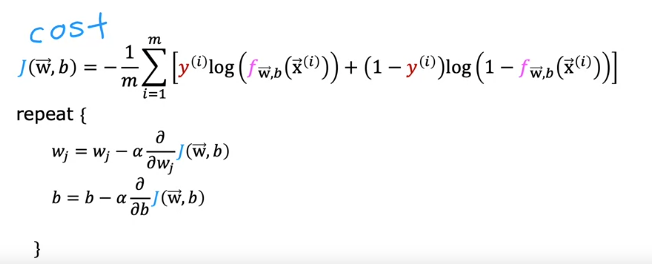 cost
J(w⃗, b) = −1/m ∑_{i=1}^{m} [y⁽ⁱ⁾log(f_{w⃗,b}(x⃗⁽ⁱ⁾)) + (1 − y⁽ⁱ⁾)log(1 − f_{w⃗,b}(x⃗⁽ⁱ⁾))]
repeat {
w_j = w_j − α ∂/∂w_j J(w⃗, b)
b = b − α ∂/∂b J(w⃗, b)
}